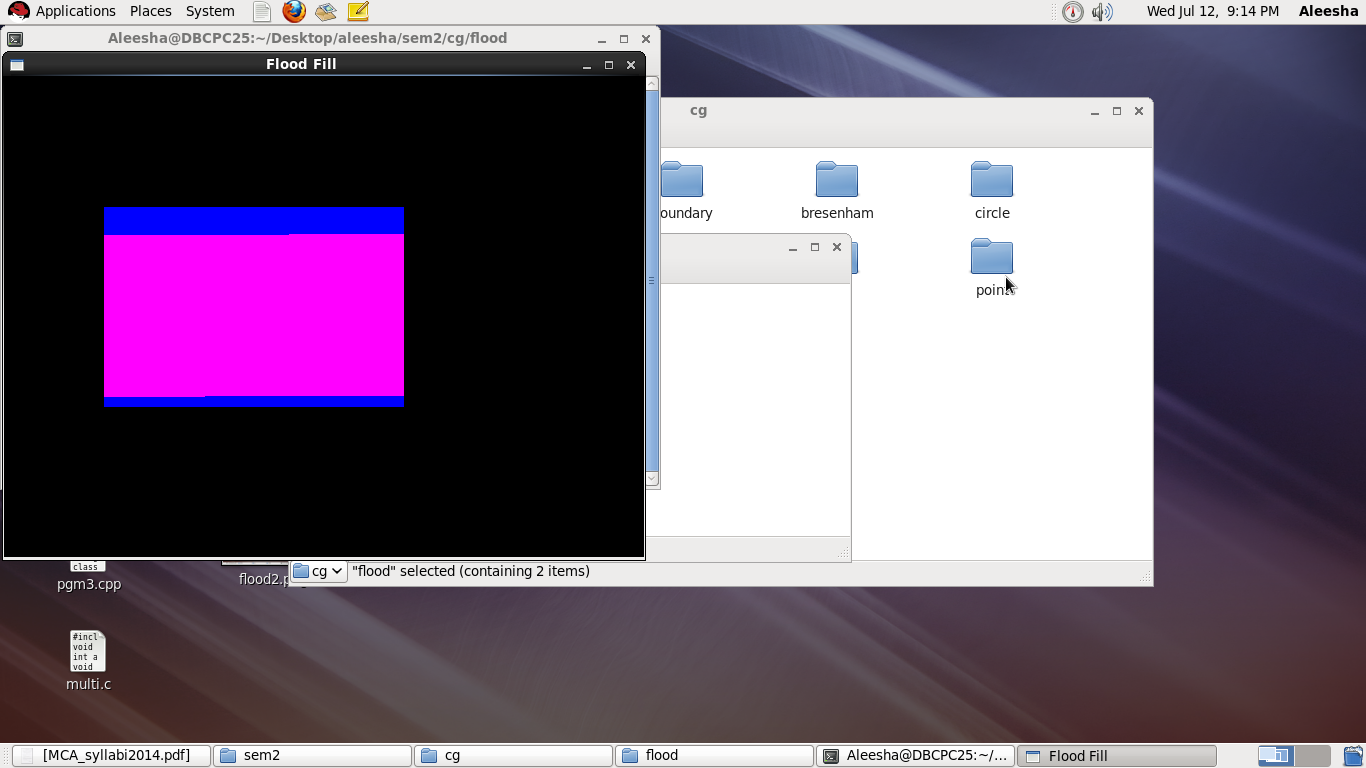 Applications Places System Wed Jul 12, 9:14 PM Aleesha
Aleesha@DBCPC25:~/Desktop/aleesha/sem2/cg/flood
Flood Fill
cg
oundary bresenham circle
class
pgm3.cpp
flood2.p
cg "flood" selected (containing 2 items)
#incl
void
int a
void
multi.c
[MCA_syllabi2014.pdf] sem2 cg flood Aleesha@DBCPC25:~/... Flood Fill